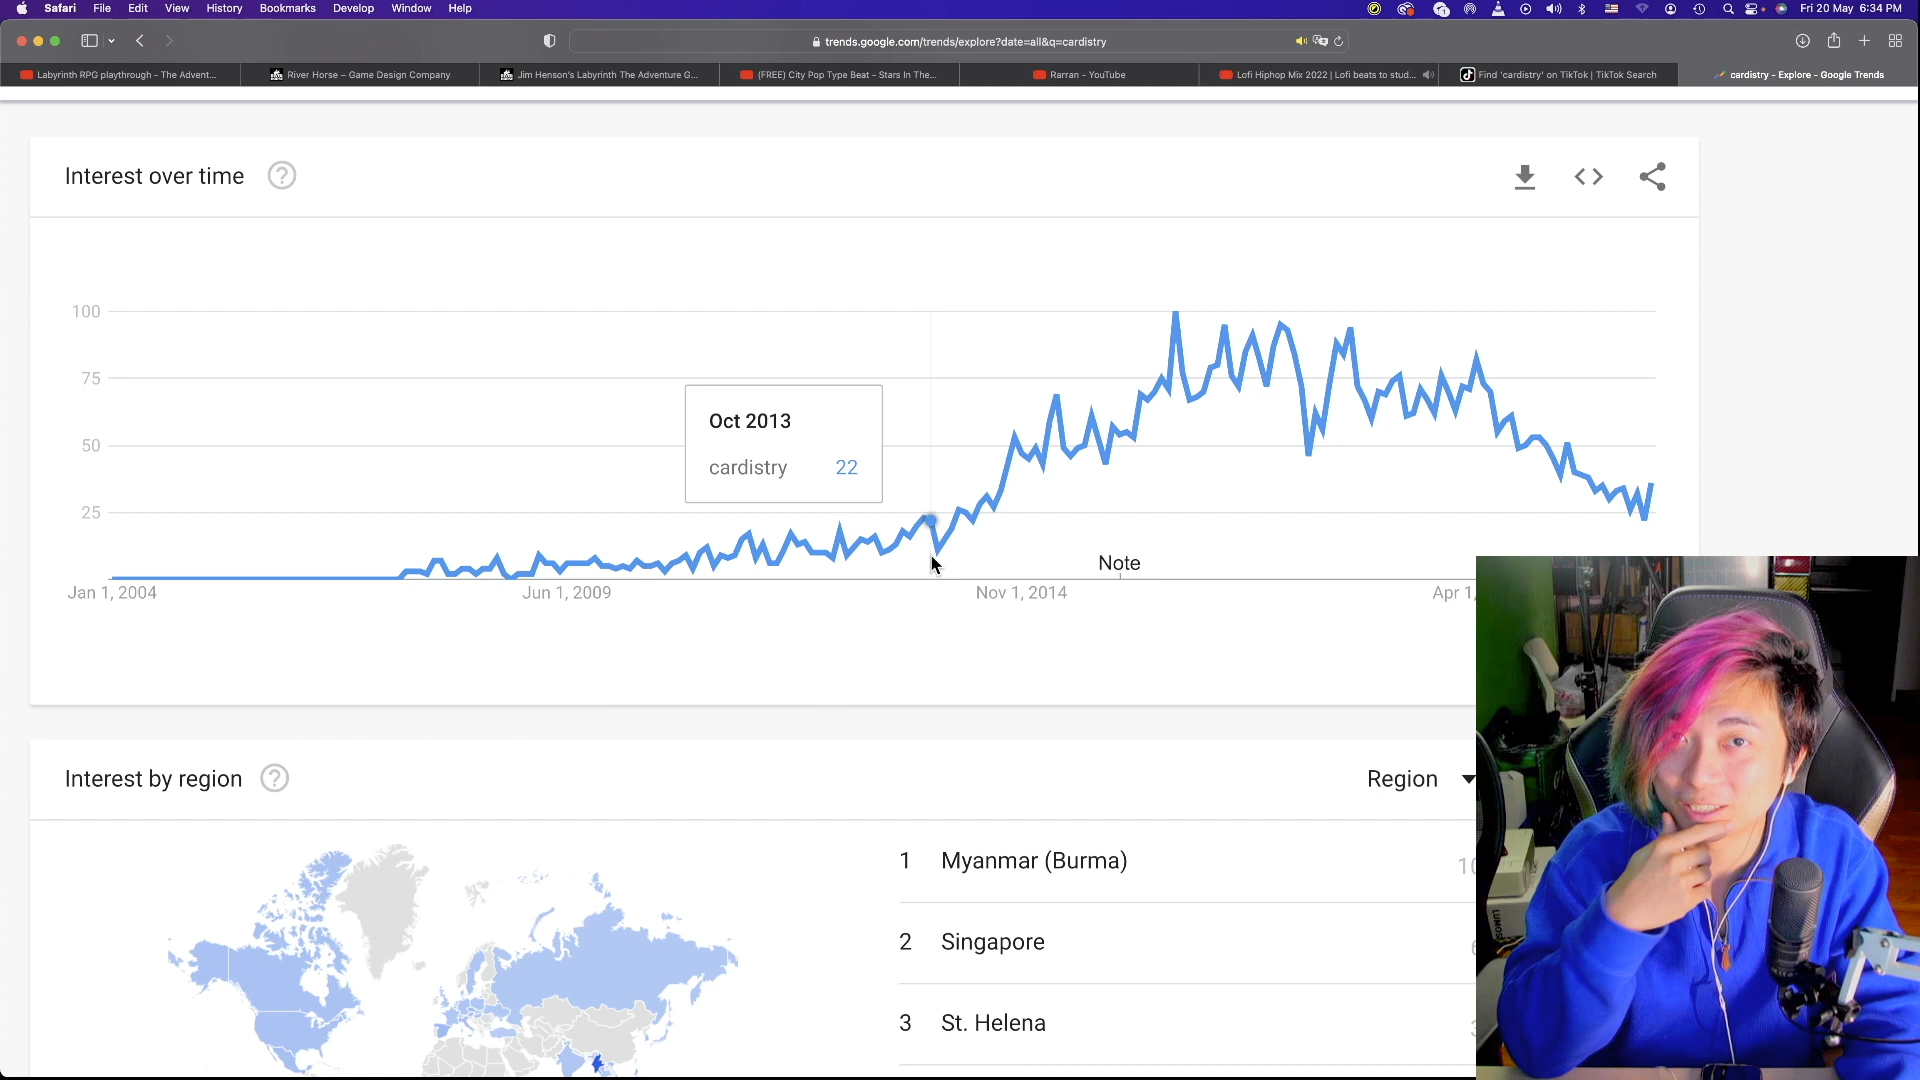 Safari File Edit View History Bookmarks Develop Window Help Fri 20 May 6:34 PM
trends.google.com/trends/explore?date=all&q=cardistry
Labyrinth RPG playthrough - The Advent... River Horse – Game Design Company Jim Henson's Labyrinth The Adventure G... (FREE) City Pop Type Beat - Stars In The... Rarran - YouTube Lofi Hiphop Mix 2022 | Lofi beats to stud... Find 'cardistry' on TikTok | TikTok Search cardistry - Explore - Google Trends
Interest over time ?
100
75
50
25
Oct 2013
cardistry 22
Note
Jan 1, 2004 Jun 1, 2009 Nov 1, 2014 Apr 1,
Interest by region ? Region
1 Myanmar (Burma)
2 Singapore
3 St. Helena